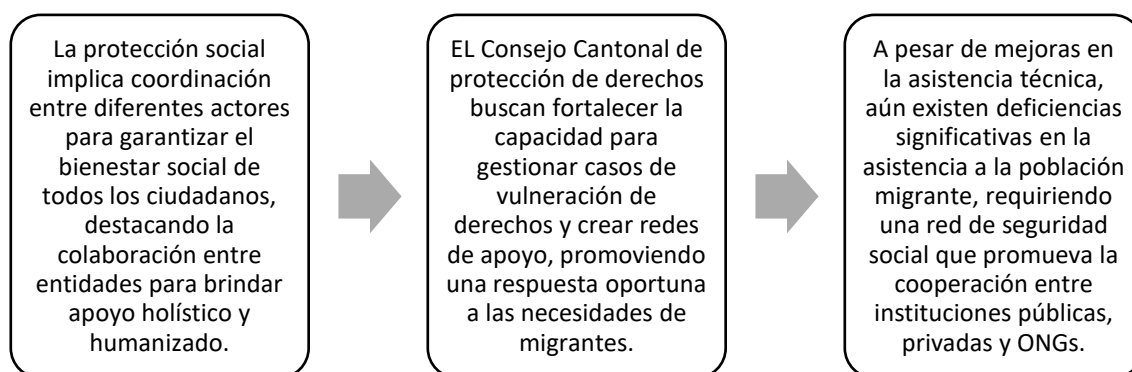 La protección social
implica coordinación
entre diferentes actores
para garantizar el
bienestar social de
todos los ciudadanos,
destacando la
colaboración entre
entidades para brindar
apoyo holístico y
humanizado.
EL Consejo Cantonal de
protección de derechos
buscan fortalecer la
capacidad para
gestionar casos de
vulneración de
derechos y crear redes
de apoyo, promoviendo
una respuesta oportuna
a las necesidades de
migrantes.
A pesar de mejoras en
la asistencia técnica,
aún existen deficiencias
significativas en la
asistencia a la población
migrante, requiriendo
una red de seguridad
social que promueva la
cooperación entre
instituciones públicas,
privadas y ONGs.